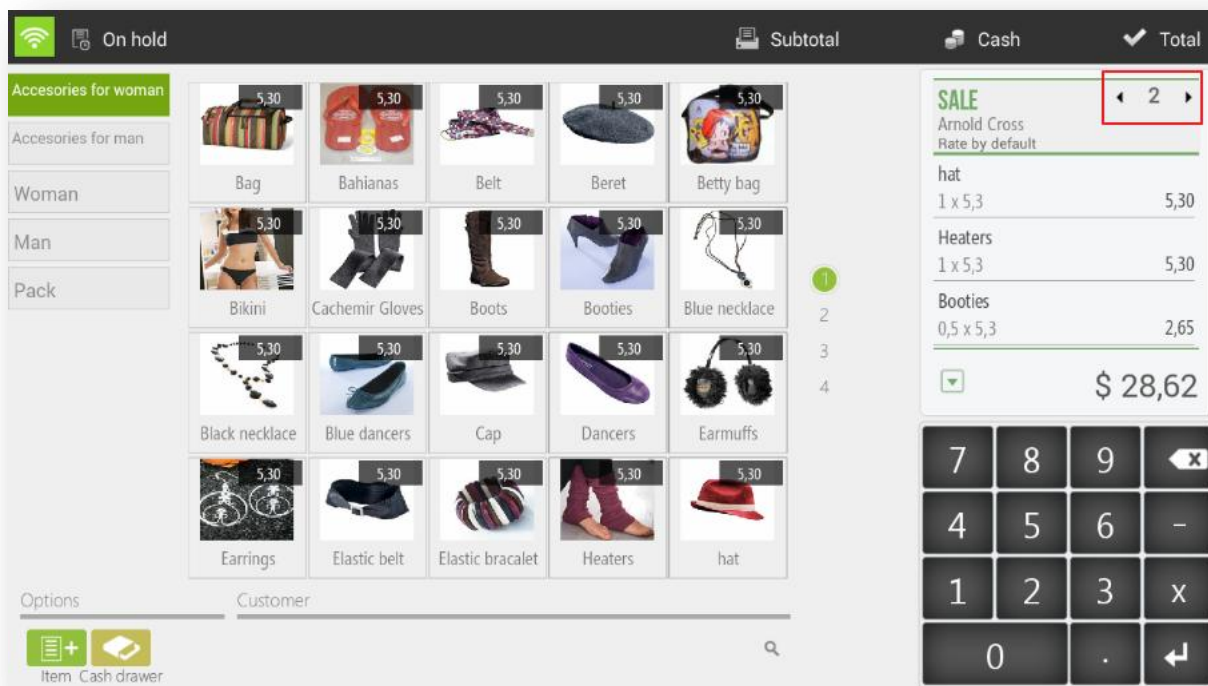 On hold
Subtotal
Cash
Total
Accesories for woman
Accesories for man
Woman
Man
Pack
5,30 5,30 5,30 5,30 5,30
Bag Bahianas Belt Beret Betty bag
5,30 5,30 5,30 5,30 5,30
Bikini Cachemir Gloves Boots Booties Blue necklace
5,30 5,30 5,30 5,30 5,30
Black necklace Blue dancers Cap Dancers Earmuffs
5,30 5,30 5,30 5,30 5,30
Earrings Elastic belt Elastic bracalet Heaters hat
1
2
3
4
Options
Customer
Item Cash drawer
SALE 2
Arnold Cross
Rate by default
hat
1 x 5,3 5,30
Heaters
1 x 5,3 5,30
Booties
0,5 x 5,3 2,65
$ 28,62
7 8 9 x
4 5 6 -
1 2 3 X
0 .